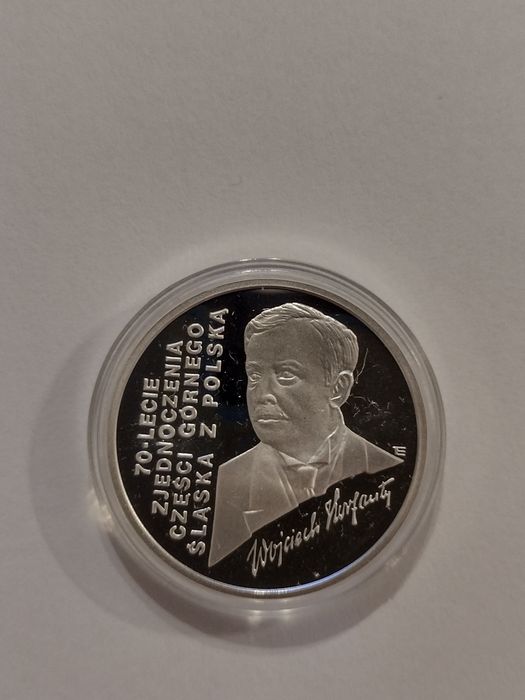 70-LECIE
ZJEDNOCZENIA
CZĘŚCI GÓRNEGO
ŚLĄSKA Z POLSKĄ
Wojciech Korfanty